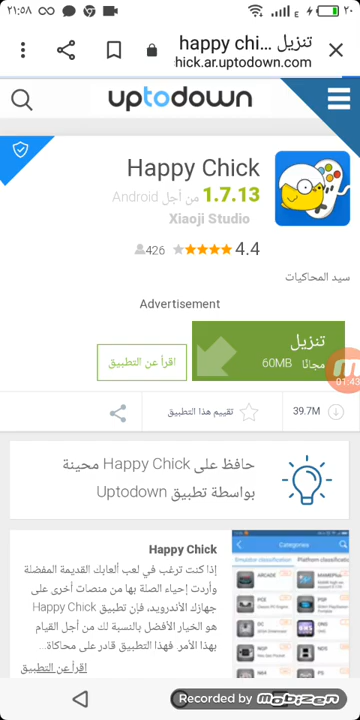 ٢١:٥٨
٢٠
تنزيل happy chi...
hick.ar.uptodown.com
uptodown
Happy Chick
1.7.13 من أجل Android
Xiaoji Studio
4.4
426
سيد المحاكيات
Advertisement
تنزيل
مجانًا 60MB
اقرأ عن التطبيق
01:43
39.7M
تقييم هذا التطبيق
حافظ على Happy Chick محينة
بواسطة تطبيق Uptodown
Happy Chick
إذا كنت ترغب في لعب ألعابك القديمة المفضلة
وأردت إحياء الصلة بها من منصات أخرى على
جهازك الأندرويد، فإن تطبيق Happy Chick
هو الخيار الأفضل بالنسبة لك من أجل القيام
بهذا الأمر. فهذا التطبيق قادر على محاكاة...
اقرأ عن التطبيق
Categories
ARCADE
Recorded by mobizen